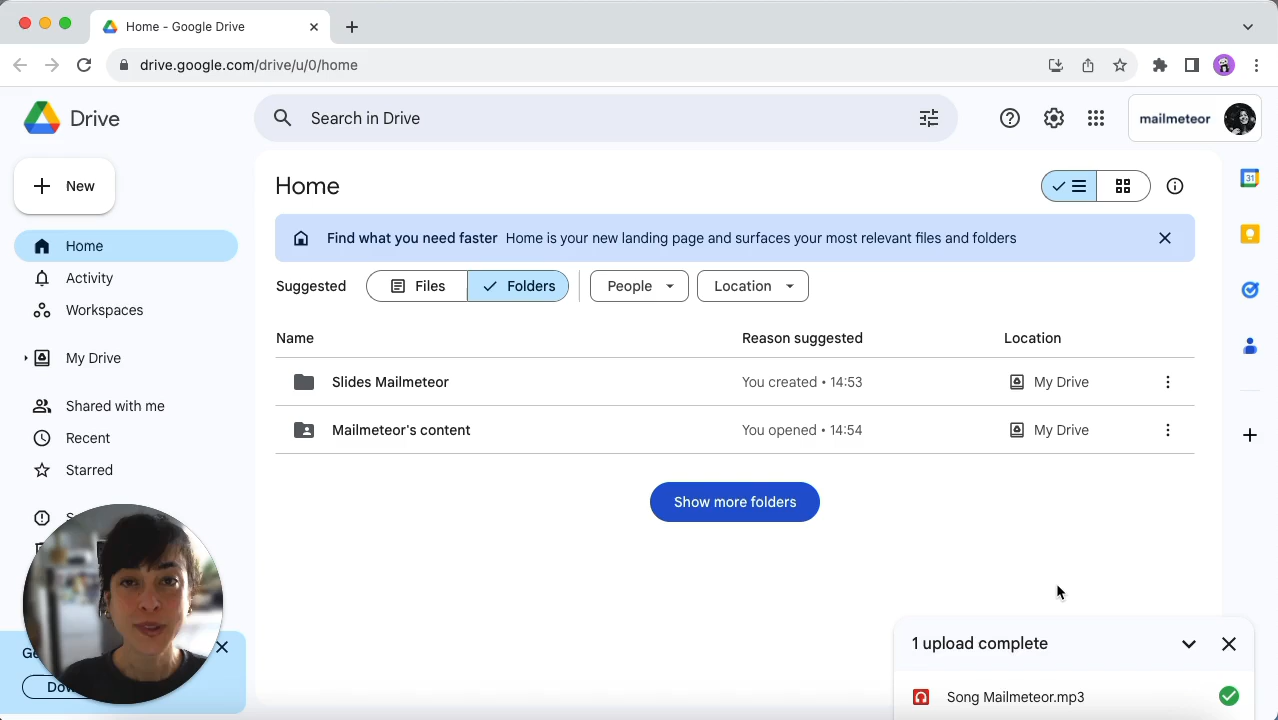 Home - Google Drive
drive.google.com/drive/u/0/home
Drive
Search in Drive
mailmeteor
New
Home
Activity
Workspaces
My Drive
Shared with me
Recent
Starred
Home
Find what you need faster Home is your new landing page and surfaces your most relevant files and folders
Suggested Files Folders People Location
Name Reason suggested Location
Slides Mailmeteor You created • 14:53 My Drive
Mailmeteor's content You opened • 14:54 My Drive
Show more folders
1 upload complete
Song Mailmeteor.mp3
31